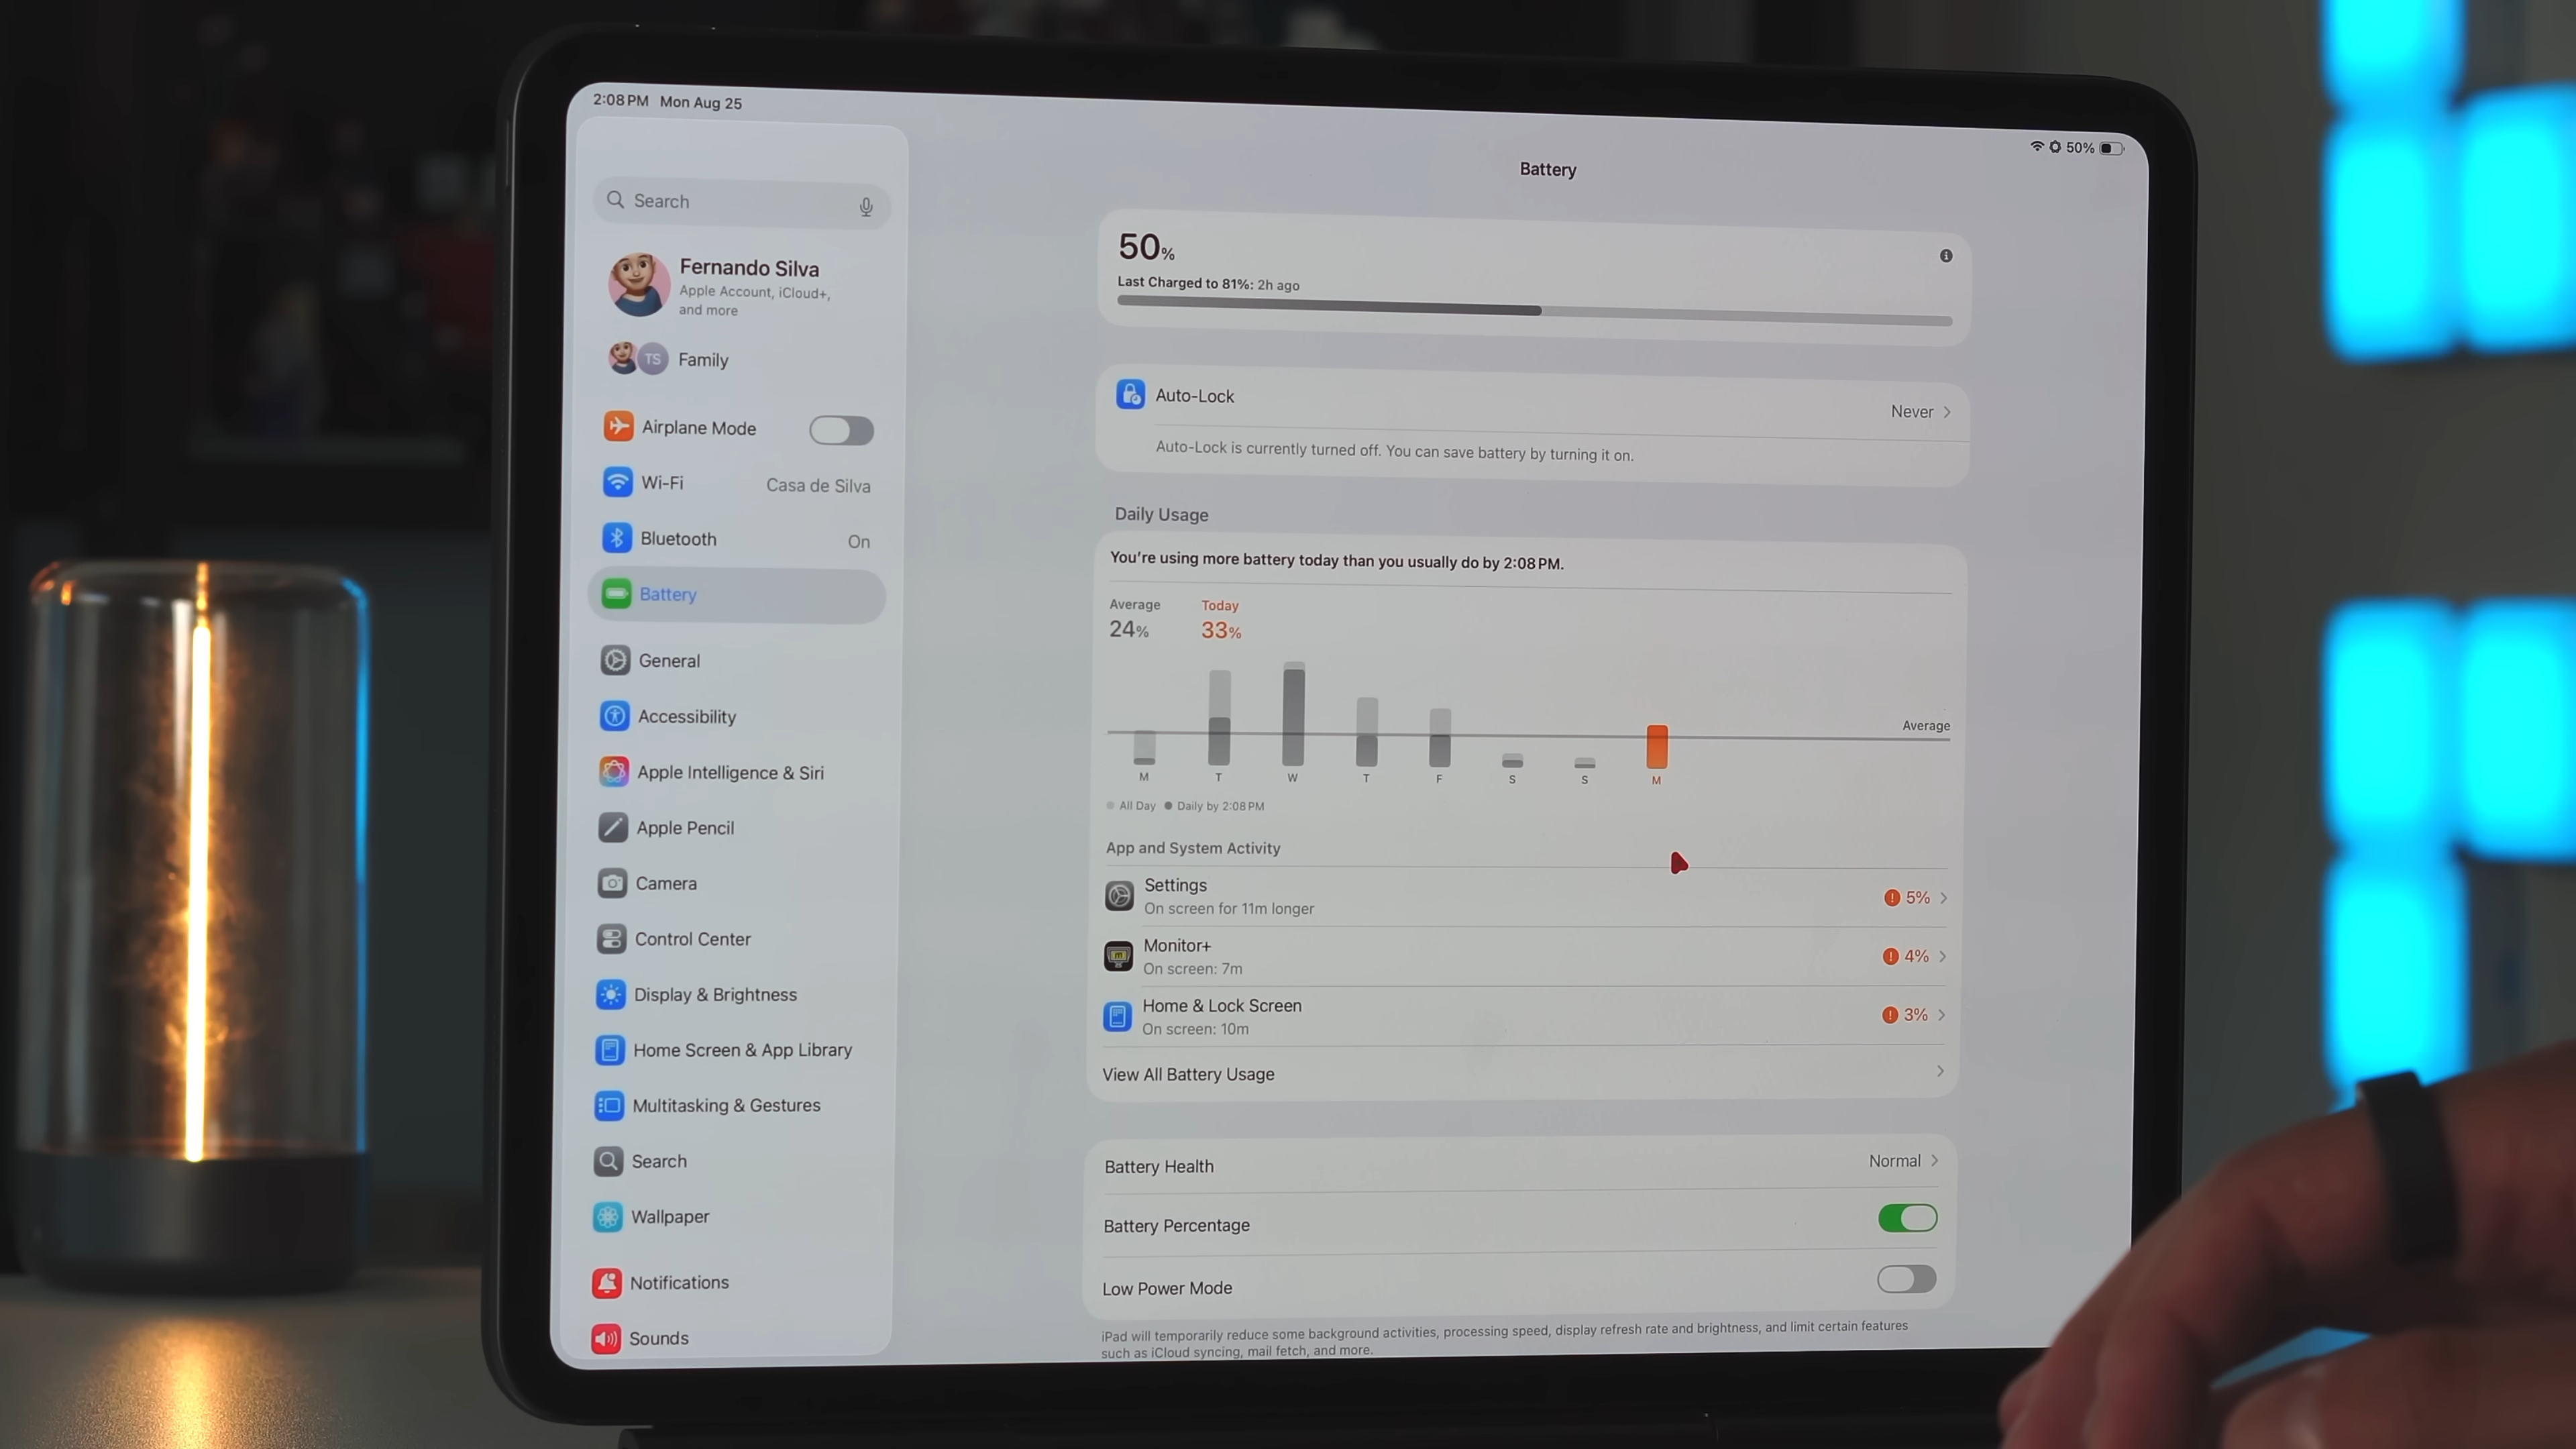 2:08 PM Mon Aug 25
50%
Search
Fernando Silva
Apple Account, iCloud+,
and more
TS
Family
Airplane Mode
Wi-Fi
Casa de Silva
Bluetooth
On
Battery
General
Accessibility
Apple Intelligence & Siri
Apple Pencil
Camera
Control Center
Display & Brightness
Home Screen & App Library
Multitasking & Gestures
Search
Wallpaper
Notifications
Sounds
Battery
50%
Last Charged to 81%: 2h ago
Auto-Lock
Never
Auto-Lock is currently turned off. You can save battery by turning it on.
Daily Usage
You're using more battery today than you usually do by 2:08 PM.
Average Today
24% 33%
Average
M T W T F S S M
All Day Daily by 2:08 PM
App and System Activity
Settings
On screen for 11m longer
5%
Monitor+
On screen: 7m
4%
Home & Lock Screen
On screen: 10m
3%
View All Battery Usage
Battery Health
Normal
Battery Percentage
Low Power Mode
iPad will temporarily reduce some background activities, processing speed, display refresh rate and brightness, and limit certain features
such as iCloud syncing, mail fetch, and more.